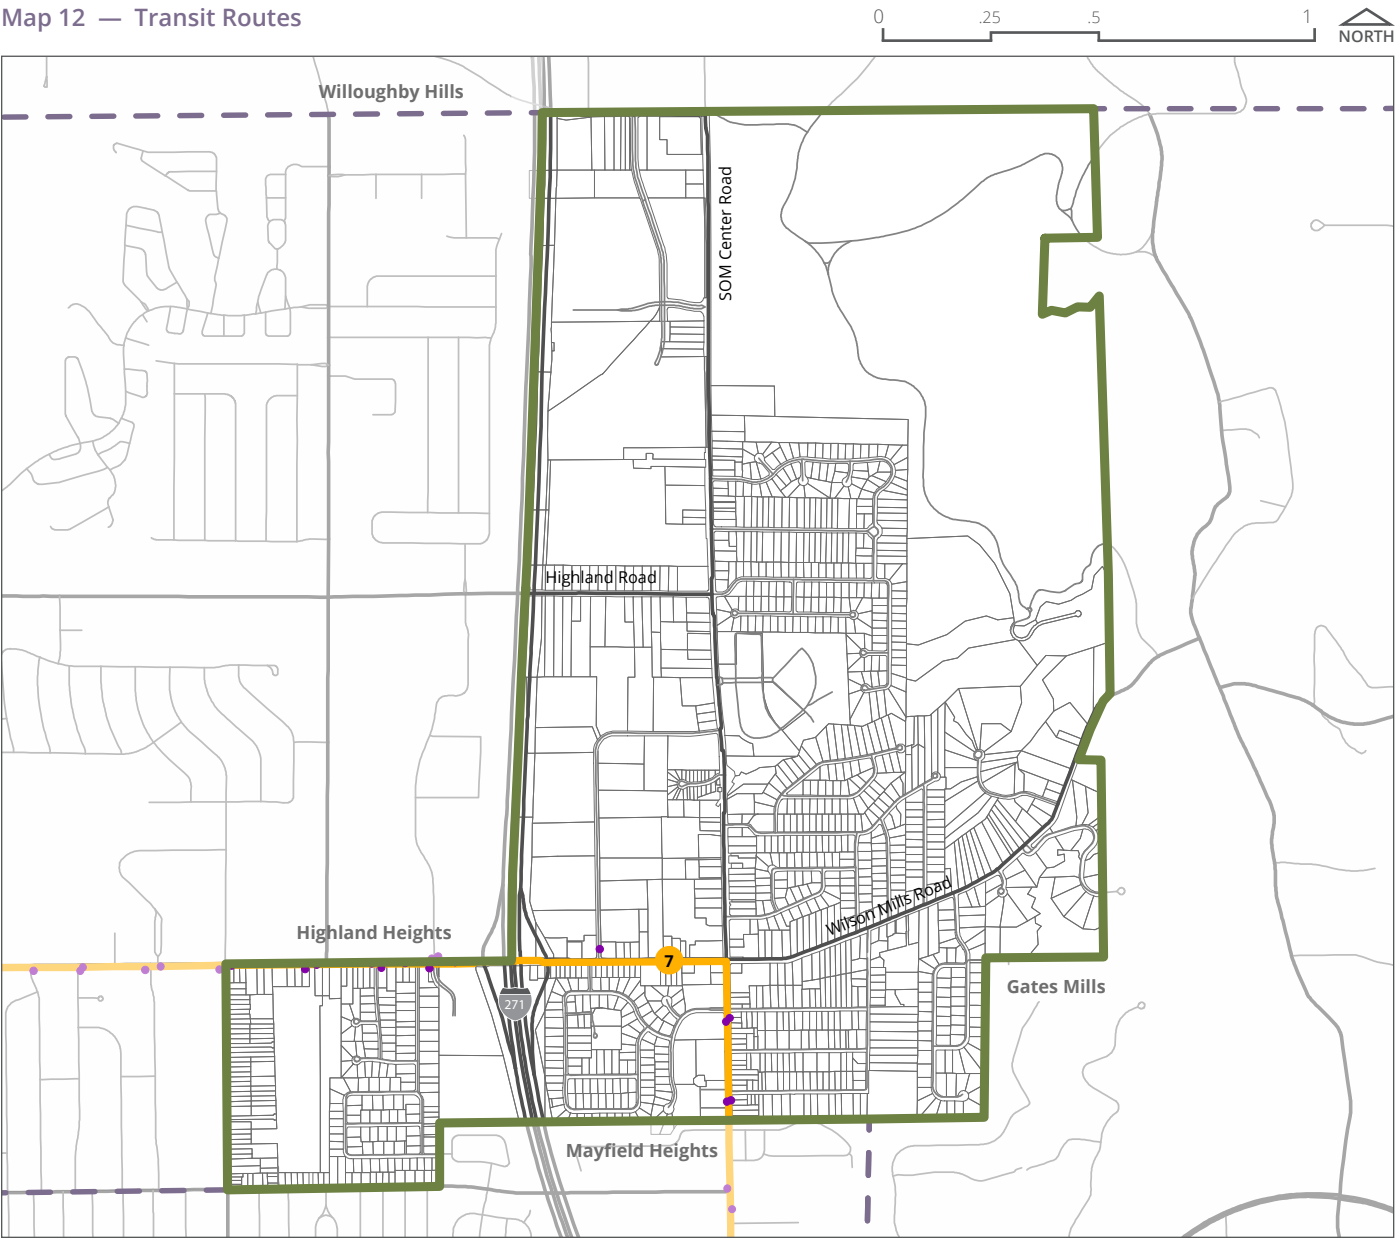 Map 12 — Transit Routes
0 .25 .5 1
NORTH
Willoughby Hills
SOM Center Road
Highland Road
Wilson Mills Road
Highland Heights
7
271
Gates Mills
Mayfield Heights